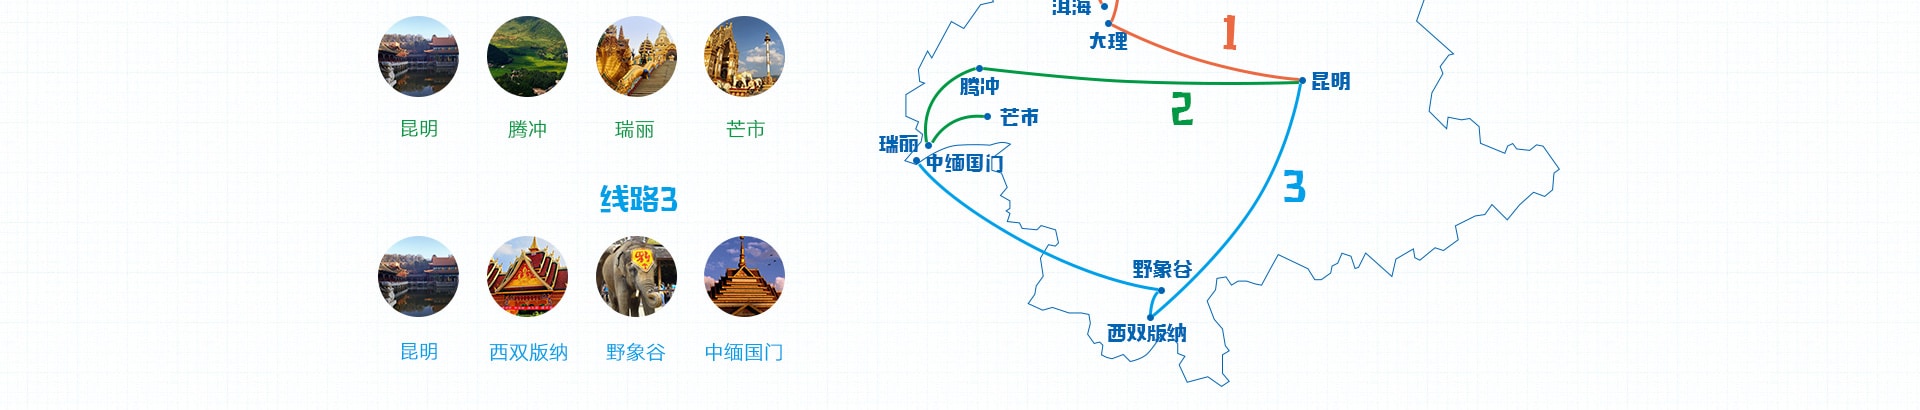 昆明 腾冲 瑞丽 芒市
线路3
昆明 西双版纳 野象谷 中缅国门
洱海
大理
1
昆明
腾冲
2
芒市
瑞丽
中缅国门
3
野象谷
西双版纳